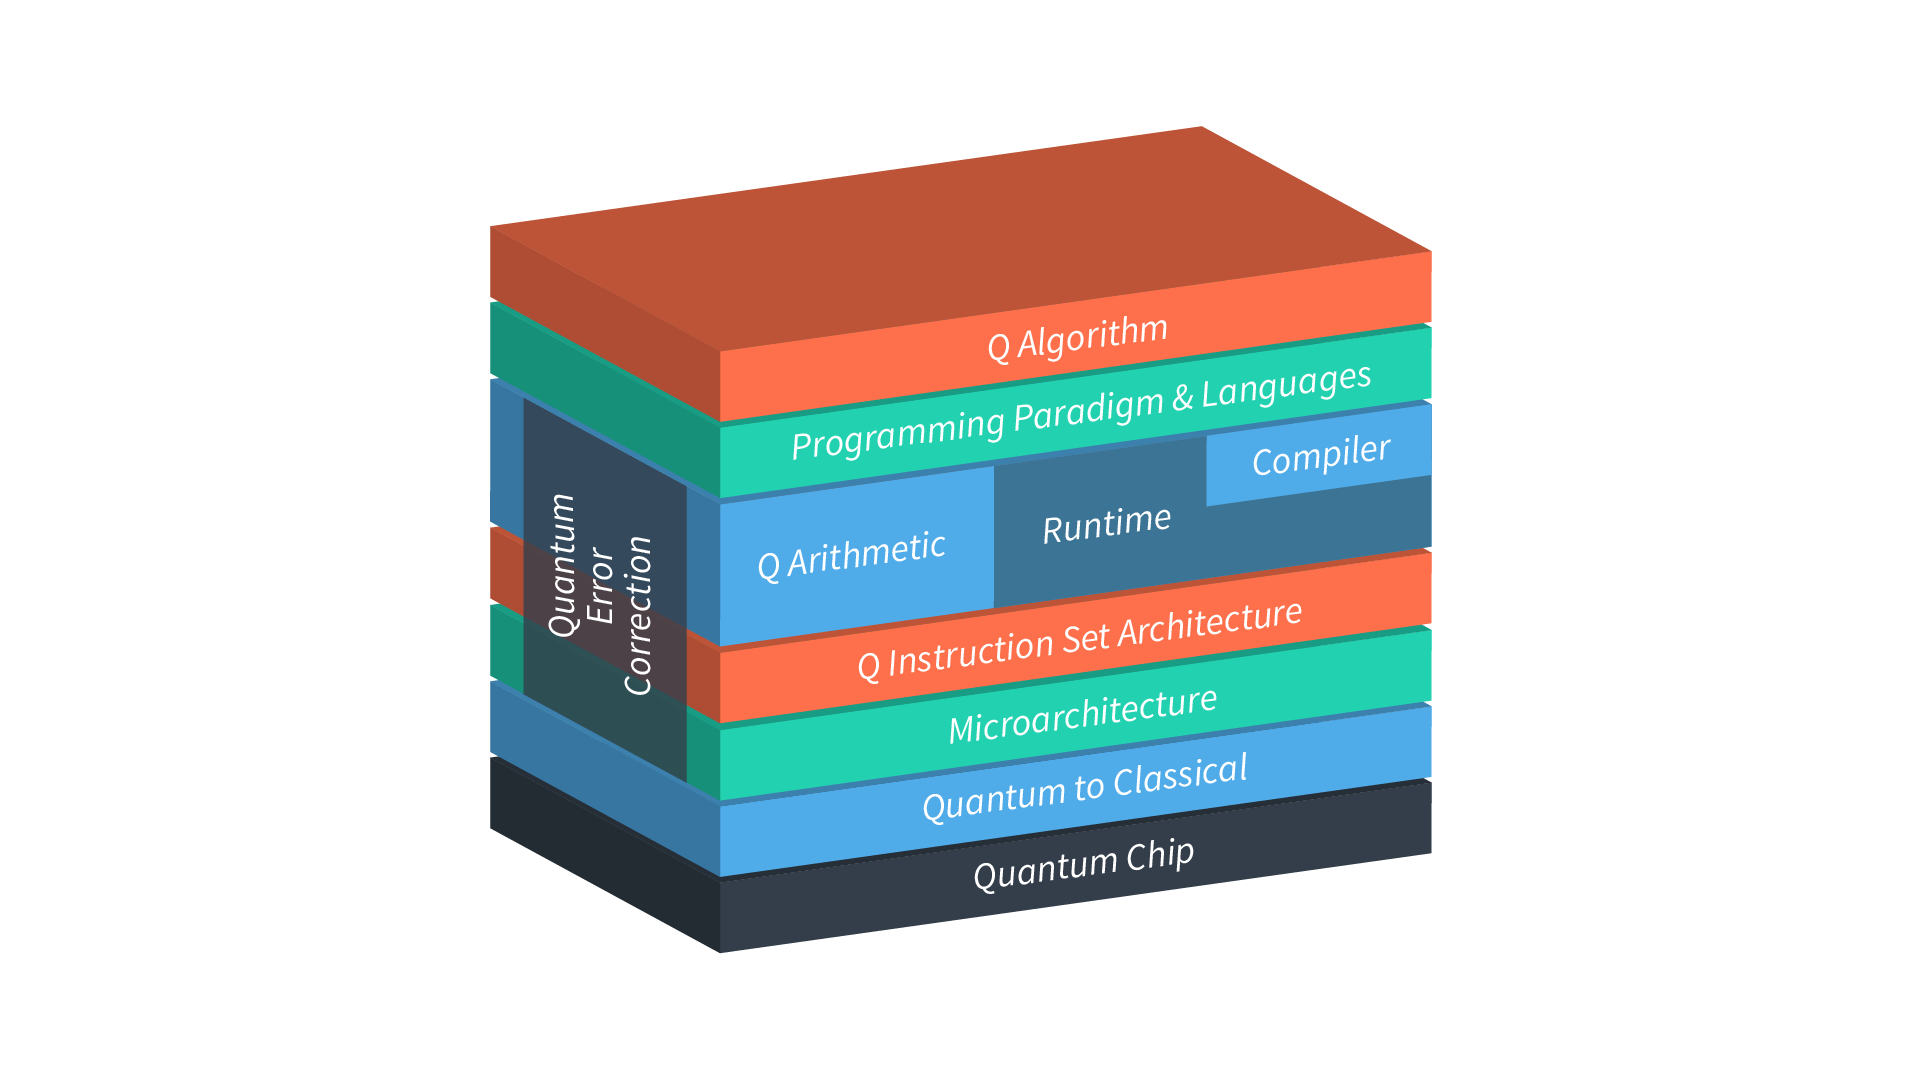 Q Algorithm
Programming Paradigm & Languages
Q Arithmetic
Runtime
Compiler
Q Instruction Set Architecture
Microarchitecture
Quantum to Classical
Quantum Chip
Quantum
Error
Correction